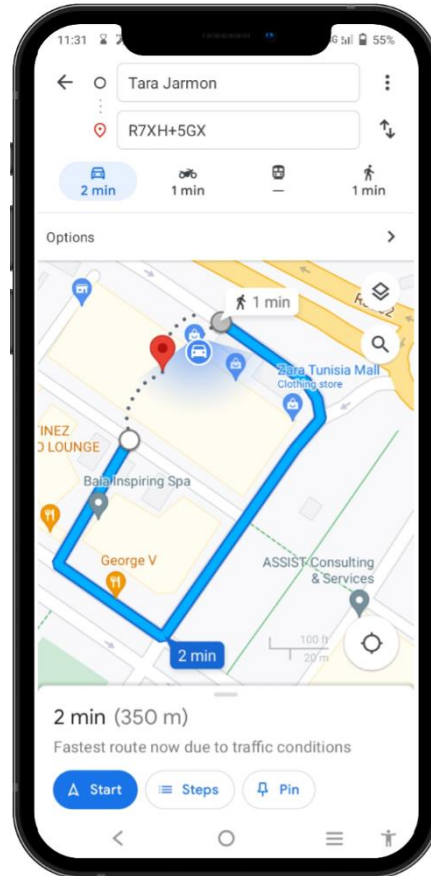 11:31
55%
Tara Jarmon
R7XH+5GX
2 min
1 min
—
1 min
Options
1 min
Zara Tunisia Mall
Clothing store
INEZ
O LOUNGE
Baia Inspiring Spa
George V
ASSIST Consulting
& Services
100 ft
20 m
2 min
2 min (350 m)
Fastest route now due to traffic conditions
Start
Steps
Pin